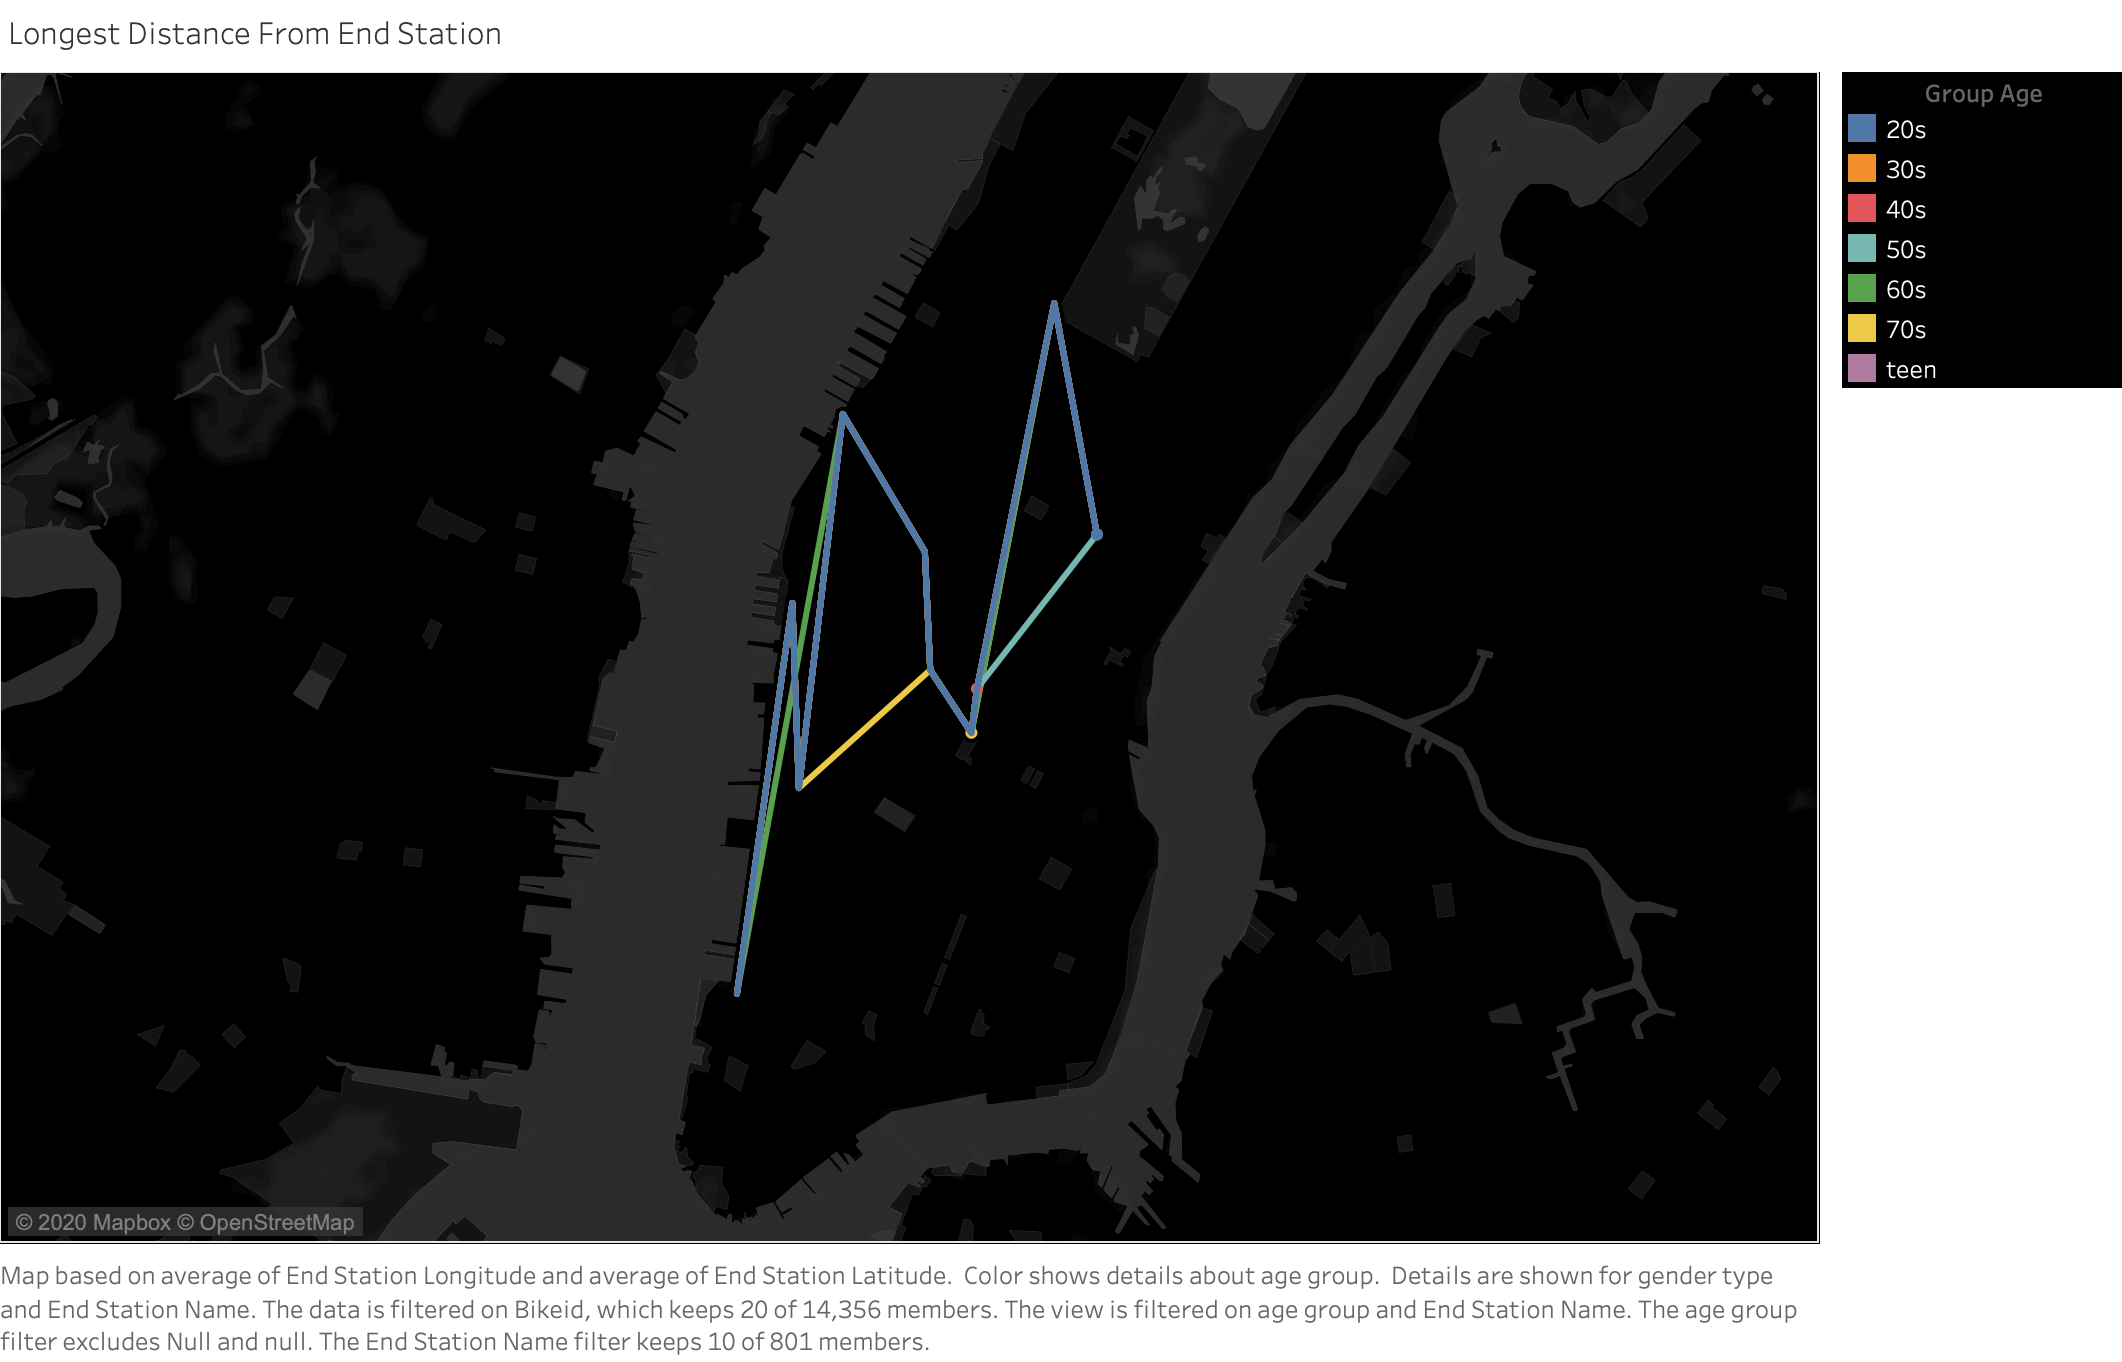 Longest Distance From End Station
Group Age
20s
30s
40s
50s
60s
70s
teen
© 2020 Mapbox © OpenStreetMap
Map based on average of End Station Longitude and average of End Station Latitude.  Color shows details about age group.  Details are shown for gender type
and End Station Name. The data is filtered on Bikeid, which keeps 20 of 14,356 members. The view is filtered on age group and End Station Name. The age group
filter excludes Null and null. The End Station Name filter keeps 10 of 801 members.